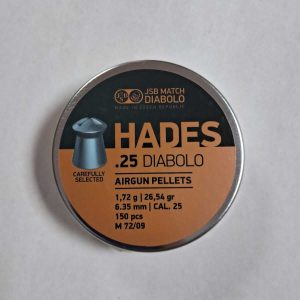 JSB MATCH
DIABOLO
MADE IN CZECH REPUBLIC
HADES
.25 DIABOLO
CAREFULLY
SELECTED
AIRGUN PELLETS
1,72 g | 26,54 gr
6.35 mm | CAL. 25
150 pcs
M 72/09